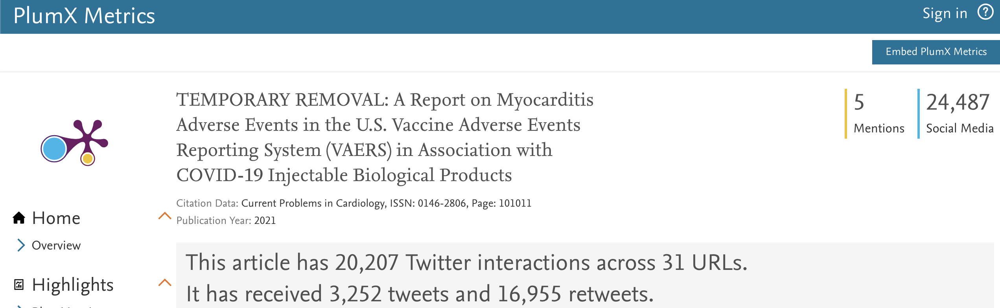 PlumX Metrics
Sign in
?
Embed PlumX Metrics
TEMPORARY REMOVAL: A Report on Myocarditis
Adverse Events in the U.S. Vaccine Adverse Events
Reporting System (VAERS) in Association with
COVID-19 Injectable Biological Products
5
Mentions
24,487
Social Media
Citation Data: Current Problems in Cardiology, ISSN: 0146-2806, Page: 101011
Publication Year: 2021
Home
Overview
Highlights
This article has 20,207 Twitter interactions across 31 URLs.
It has received 3,252 tweets and 16,955 retweets.